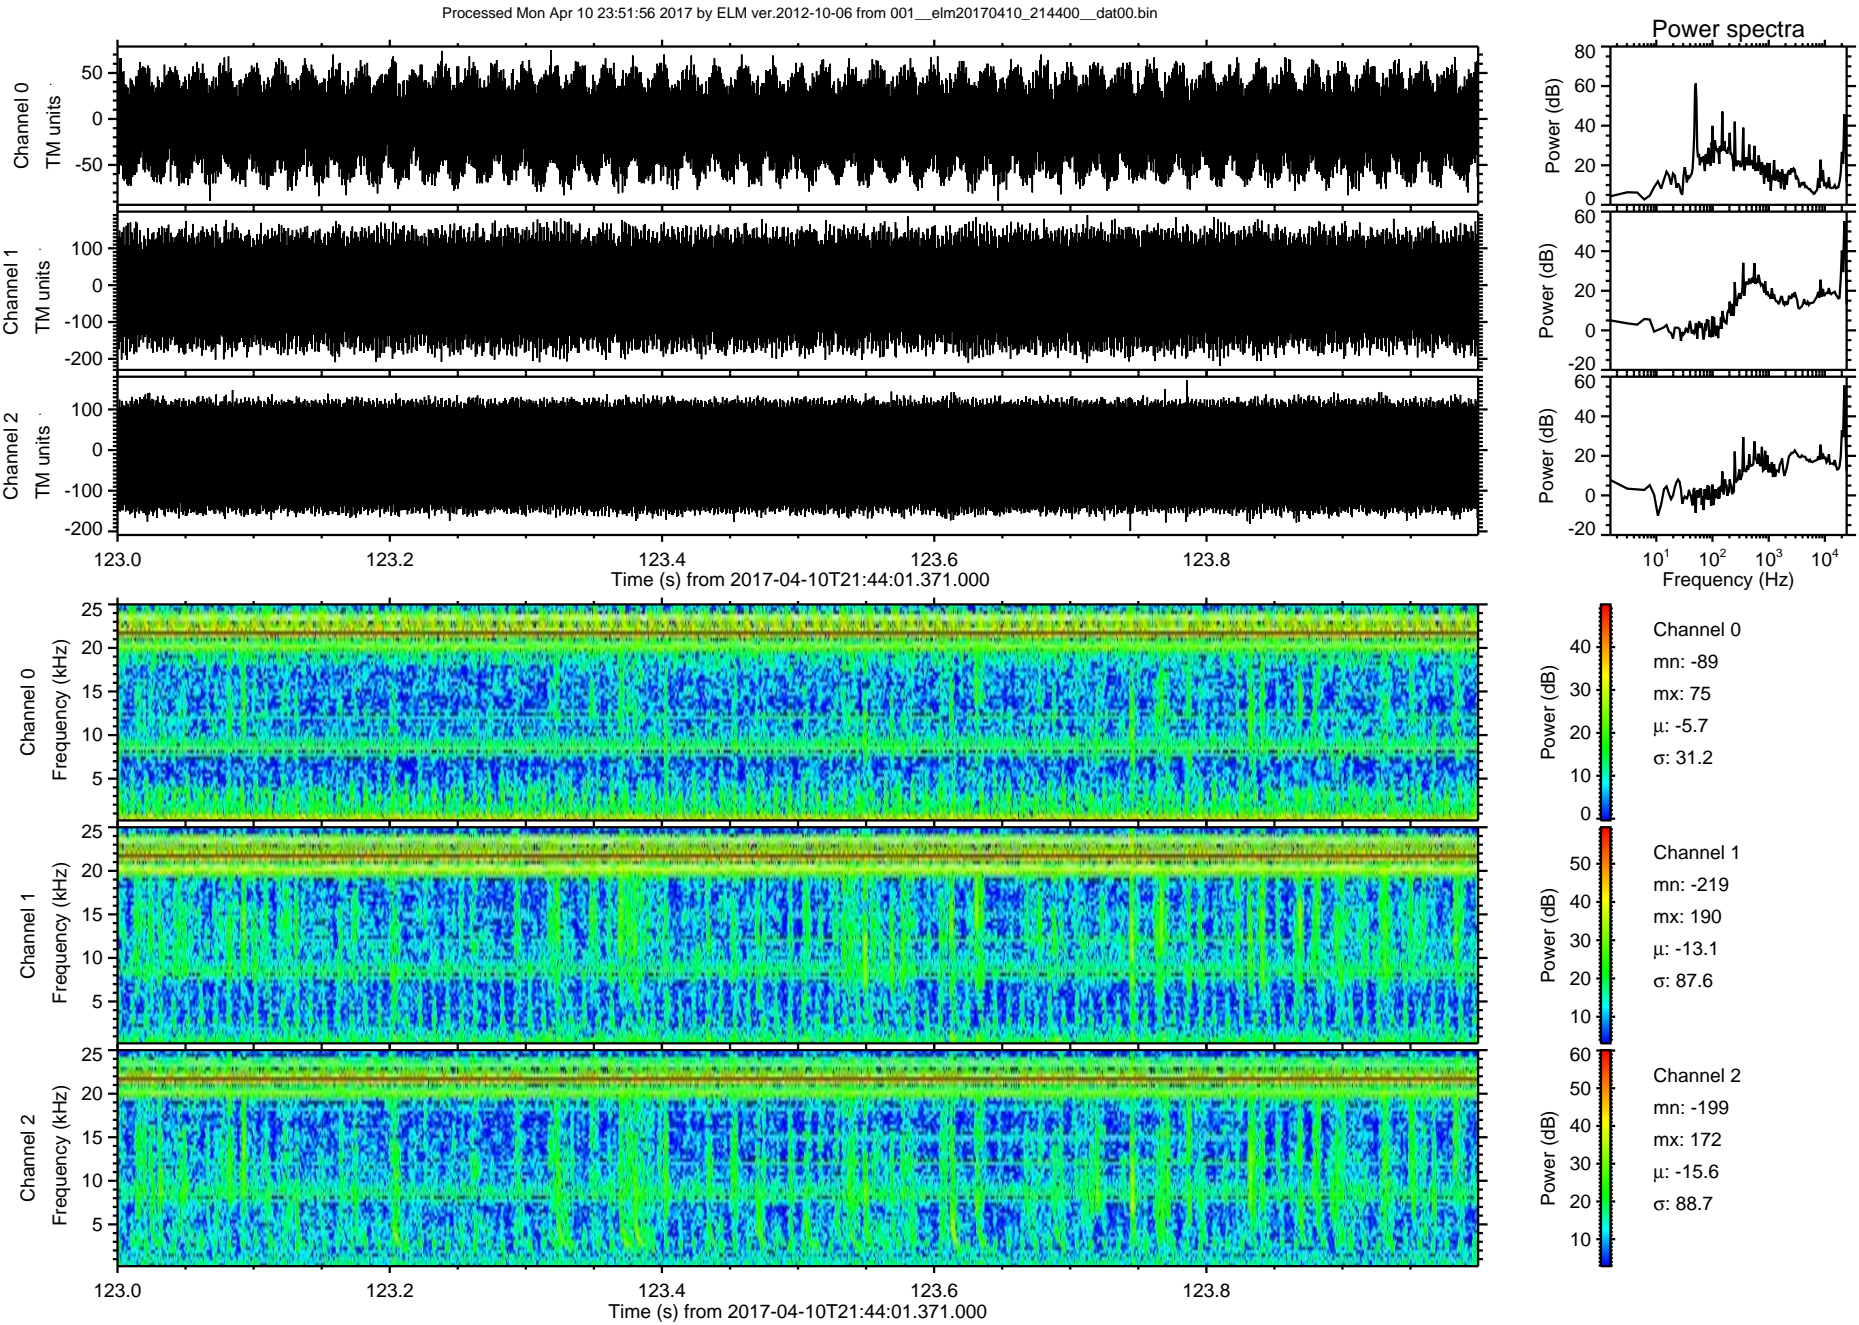 Processed Mon Apr 10 23:51:56 2017 by ELM ver.2012-10-06 from 001__elm20170410_214400__dat00.bin
Power spectra
Channel 0
TM units
50
0
-50
Power (dB)
80
60
40
20
0
Channel 1
TM units
100
0
-100
-200
Power (dB)
60
40
20
0
-20
Channel 2
TM units
100
0
-100
-200
Power (dB)
60
40
20
0
-20
123.0 123.2 123.4 123.6 123.8
Time (s) from 2017-04-10T21:44:01.371.000
10¹ 10² 10³ 10⁴
Frequency (Hz)
Channel 0
Frequency (kHz)
25
20
15
10
5
Power (dB)
40
30
20
10
0
Channel 0
mn: -89
mx: 75
μ: -5.7
σ: 31.2
Channel 1
Frequency (kHz)
25
20
15
10
5
Power (dB)
50
40
30
20
10
Channel 1
mn: -219
mx: 190
μ: -13.1
σ: 87.6
Channel 2
Frequency (kHz)
25
20
15
10
5
Power (dB)
60
50
40
30
20
10
Channel 2
mn: -199
mx: 172
μ: -15.6
σ: 88.7
123.0 123.2 123.4 123.6 123.8
Time (s) from 2017-04-10T21:44:01.371.000